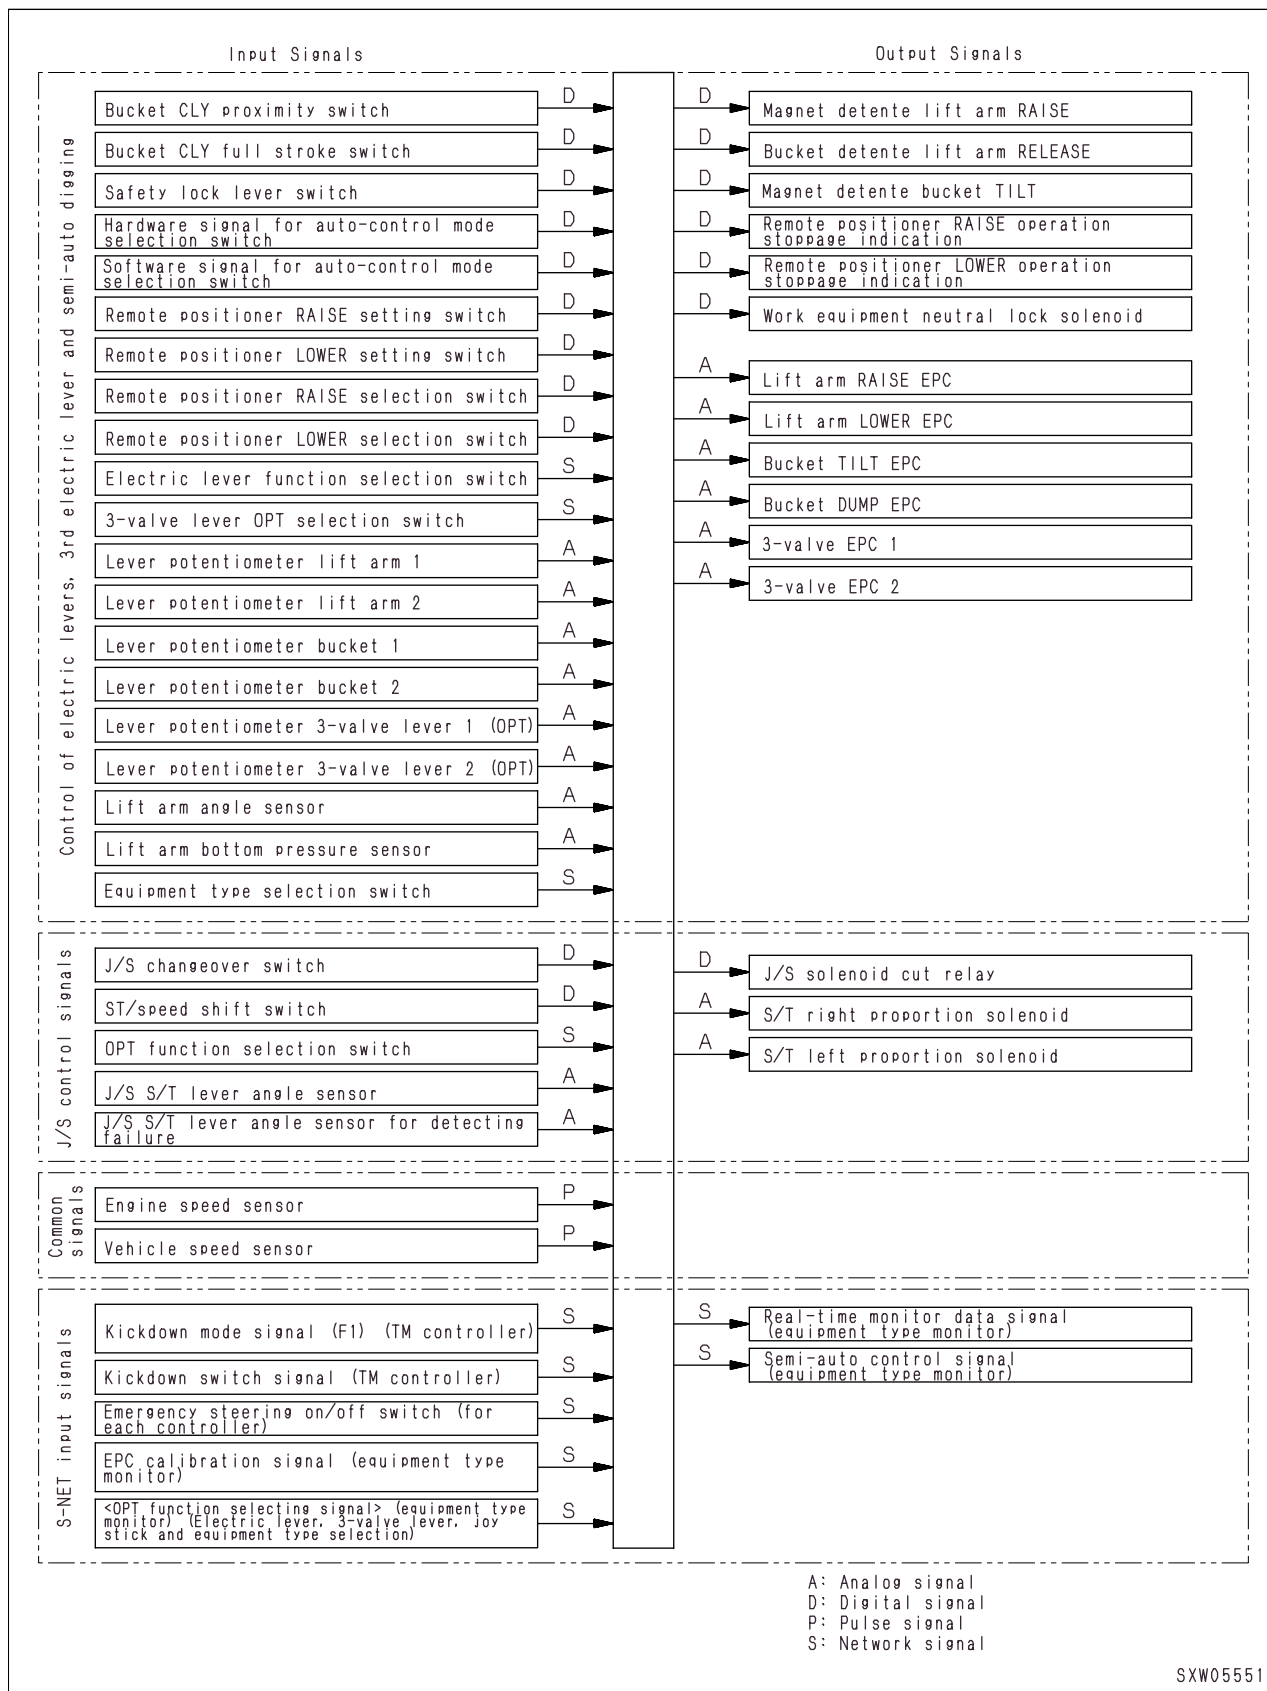 Input Signals
Output Signals
Control of electric levers, 3rd electric lever and semi-auto digging
Bucket CLY proximity switch
D
Bucket CLY full stroke switch
D
Safety lock lever switch
D
Hardware signal for auto-control mode
selection switch
D
Software signal for auto-control mode
selection switch
D
Remote positioner RAISE setting switch
D
Remote positioner LOWER setting switch
D
Remote positioner RAISE selection switch
D
Remote positioner LOWER selection switch
D
Electric lever function selection switch
S
3-valve lever OPT selection switch
S
Lever potentiometer lift arm 1
A
Lever potentiometer lift arm 2
A
Lever potentiometer bucket 1
A
Lever potentiometer bucket 2
A
Lever potentiometer 3-valve lever 1 (OPT)
A
Lever potentiometer 3-valve lever 2 (OPT)
A
Lift arm angle sensor
A
Lift arm bottom pressure sensor
A
Equipment type selection switch
S
D
Magnet detente lift arm RAISE
D
Bucket detente lift arm RELEASE
D
Magnet detente bucket TILT
D
Remote positioner RAISE operation
stoppage indication
D
Remote positioner LOWER operation
stoppage indication
D
Work equipment neutral lock solenoid
A
Lift arm RAISE EPC
A
Lift arm LOWER EPC
A
Bucket TILT EPC
A
Bucket DUMP EPC
A
3-valve EPC 1
A
3-valve EPC 2
J/S control signals
J/S changeover switch
D
ST/speed shift switch
D
OPT function selection switch
S
J/S S/T lever angle sensor
A
J/S S/T lever angle sensor for detecting
failure
A
D
J/S solenoid cut relay
A
S/T right proportion solenoid
A
S/T left proportion solenoid
Common
signals
Engine speed sensor
P
Vehicle speed sensor
P
S-NET input signals
Kickdown mode signal (F1) (TM controller)
S
Kickdown switch signal (TM controller)
S
Emergency steering on/off switch (for
each controller)
S
EPC calibration signal (equipment type
monitor)
S
<OPT function selecting signal> (equipment type
monitor) (Electric lever, 3-valve lever, joy
stick and equipment type selection)
S
S
Real-time monitor data signal
(equipment type monitor)
S
Semi-auto control signal
(equipment type monitor)
A: Analog signal
D: Digital signal
P: Pulse signal
S: Network signal
SXW05551